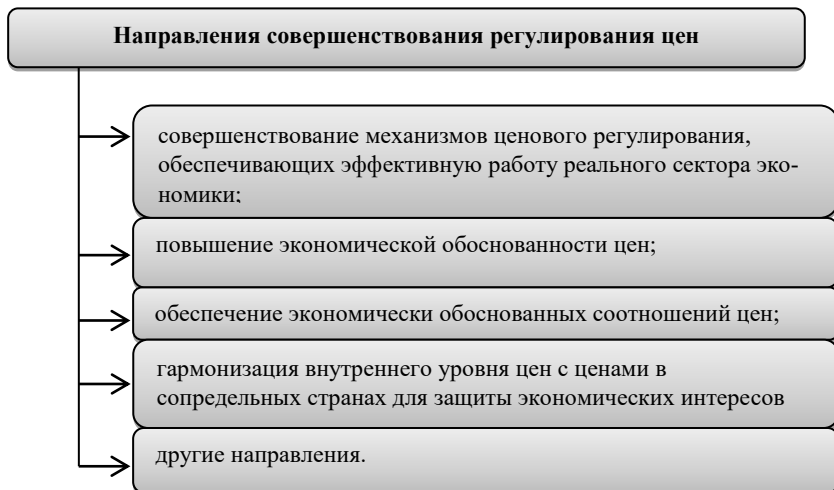 Направления совершенствования регулирования цен
совершенствование механизмов ценового регулирования,
обеспечивающих эффективную работу реального сектора эко-
номики;
повышение экономической обоснованности цен;
обеспечение экономически обоснованных соотношений цен;
гармонизация внутреннего уровня цен с ценами в
сопредельных странах для защиты экономических интересов
другие направления.